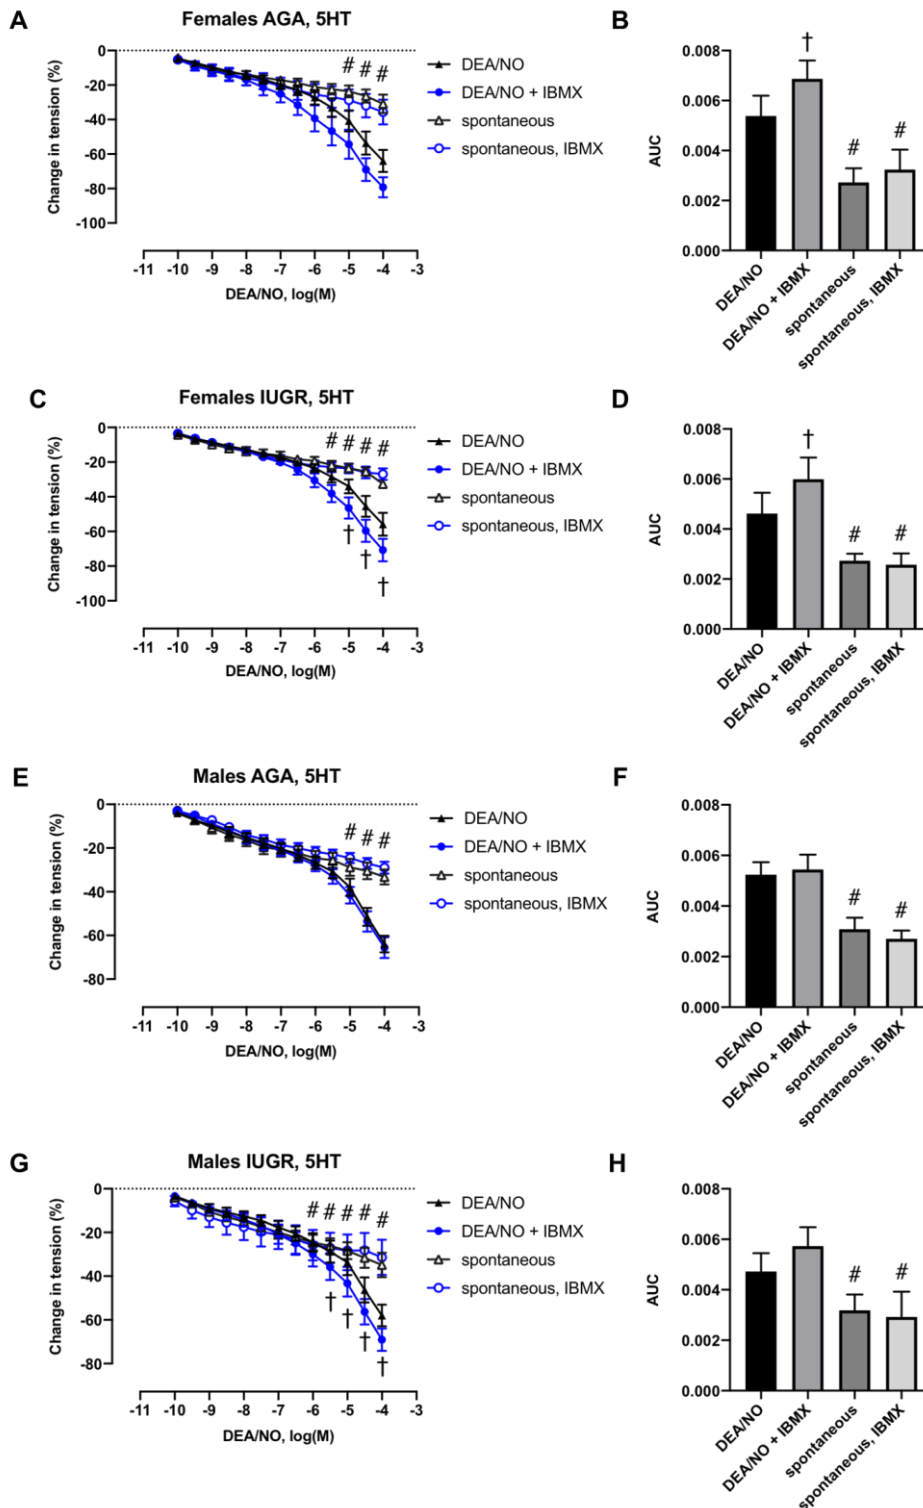 A
Females AGA, 5HT
Change in tension (%)
0
-20
-40
-60
-80
-100
# # #
DEA/NO
DEA/NO + IBMX
spontaneous
spontaneous, IBMX
-11 -10 -9 -8 -7 -6 -5 -4 -3
DEA/NO, log(M)
B
AUC
0.008
0.006
0.004
0.002
0.000
†
# #
DEA/NO
DEA/NO + IBMX
spontaneous
spontaneous, IBMX
C
Females IUGR, 5HT
Change in tension (%)
0
-20
-40
-60
-80
-100
# # # #
† † †
DEA/NO
DEA/NO + IBMX
spontaneous
spontaneous, IBMX
-11 -10 -9 -8 -7 -6 -5 -4 -3
DEA/NO, log(M)
D
AUC
0.008
0.006
0.004
0.002
0.000
†
# #
DEA/NO
DEA/NO + IBMX
spontaneous
spontaneous, IBMX
E
Males AGA, 5HT
Change in tension (%)
0
-20
-40
-60
-80
# # #
DEA/NO
DEA/NO + IBMX
spontaneous
spontaneous, IBMX
-11 -10 -9 -8 -7 -6 -5 -4 -3
DEA/NO, log(M)
F
AUC
0.008
0.006
0.004
0.002
0.000
# #
DEA/NO
DEA/NO + IBMX
spontaneous
spontaneous, IBMX
G
Males IUGR, 5HT
Change in tension (%)
0
-20
-40
-60
-80
# # # # #
† † † †
DEA/NO
DEA/NO + IBMX
spontaneous
spontaneous, IBMX
-11 -10 -9 -8 -7 -6 -5 -4 -3
DEA/NO, log(M)
H
AUC
0.008
0.006
0.004
0.002
0.000
# #
DEA/NO
DEA/NO + IBMX
spontaneous
spontaneous, IBMX